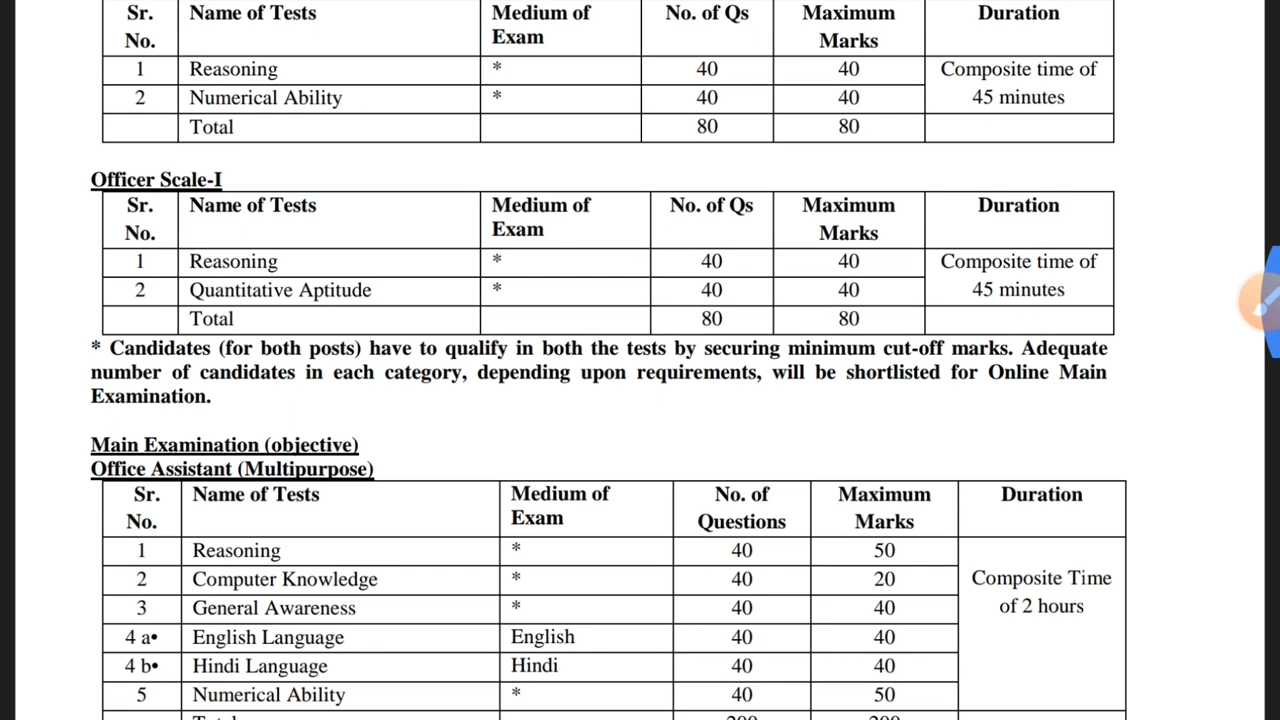 Sr. No. Name of Tests Medium of Exam No. of Qs Maximum Marks Duration
1 Reasoning * 40 40 Composite time of 45 minutes
2 Numerical Ability * 40 40
Total 80 80
Officer Scale-I
Sr. No. Name of Tests Medium of Exam No. of Qs Maximum Marks Duration
1 Reasoning * 40 40 Composite time of 45 minutes
2 Quantitative Aptitude * 40 40
Total 80 80
* Candidates (for both posts) have to qualify in both the tests by securing minimum cut-off marks. Adequate
number of candidates in each category, depending upon requirements, will be shortlisted for Online Main
Examination.
Main Examination (objective)
Office Assistant (Multipurpose)
Sr. No. Name of Tests Medium of Exam No. of Questions Maximum Marks Duration
1 Reasoning * 40 50 Composite Time of 2 hours
2 Computer Knowledge * 40 20
3 General Awareness * 40 40
4 a• English Language English 40 40
4 b• Hindi Language Hindi 40 40
5 Numerical Ability * 40 50